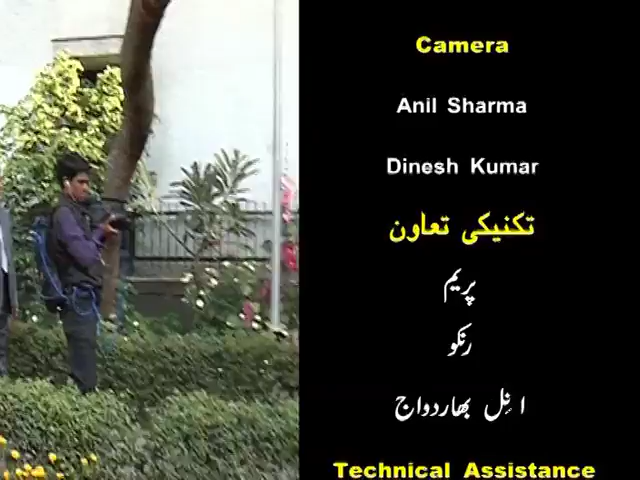 Camera
Anil Sharma
Dinesh Kumar
تکنیکی تعاون
پریم
رنکو
انِل بھاردواج
Technical Assistance